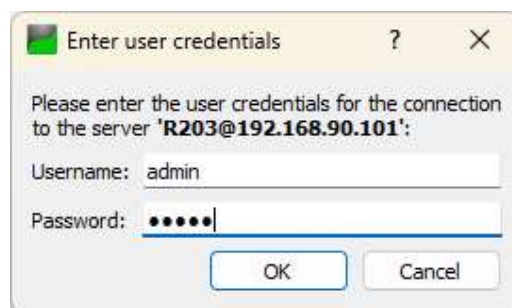 Enter user credentials ?
Please enter the user credentials for the connection
to the server 'R203@192.168.90.101':
Username: admin
Password: •••••
OK Cancel